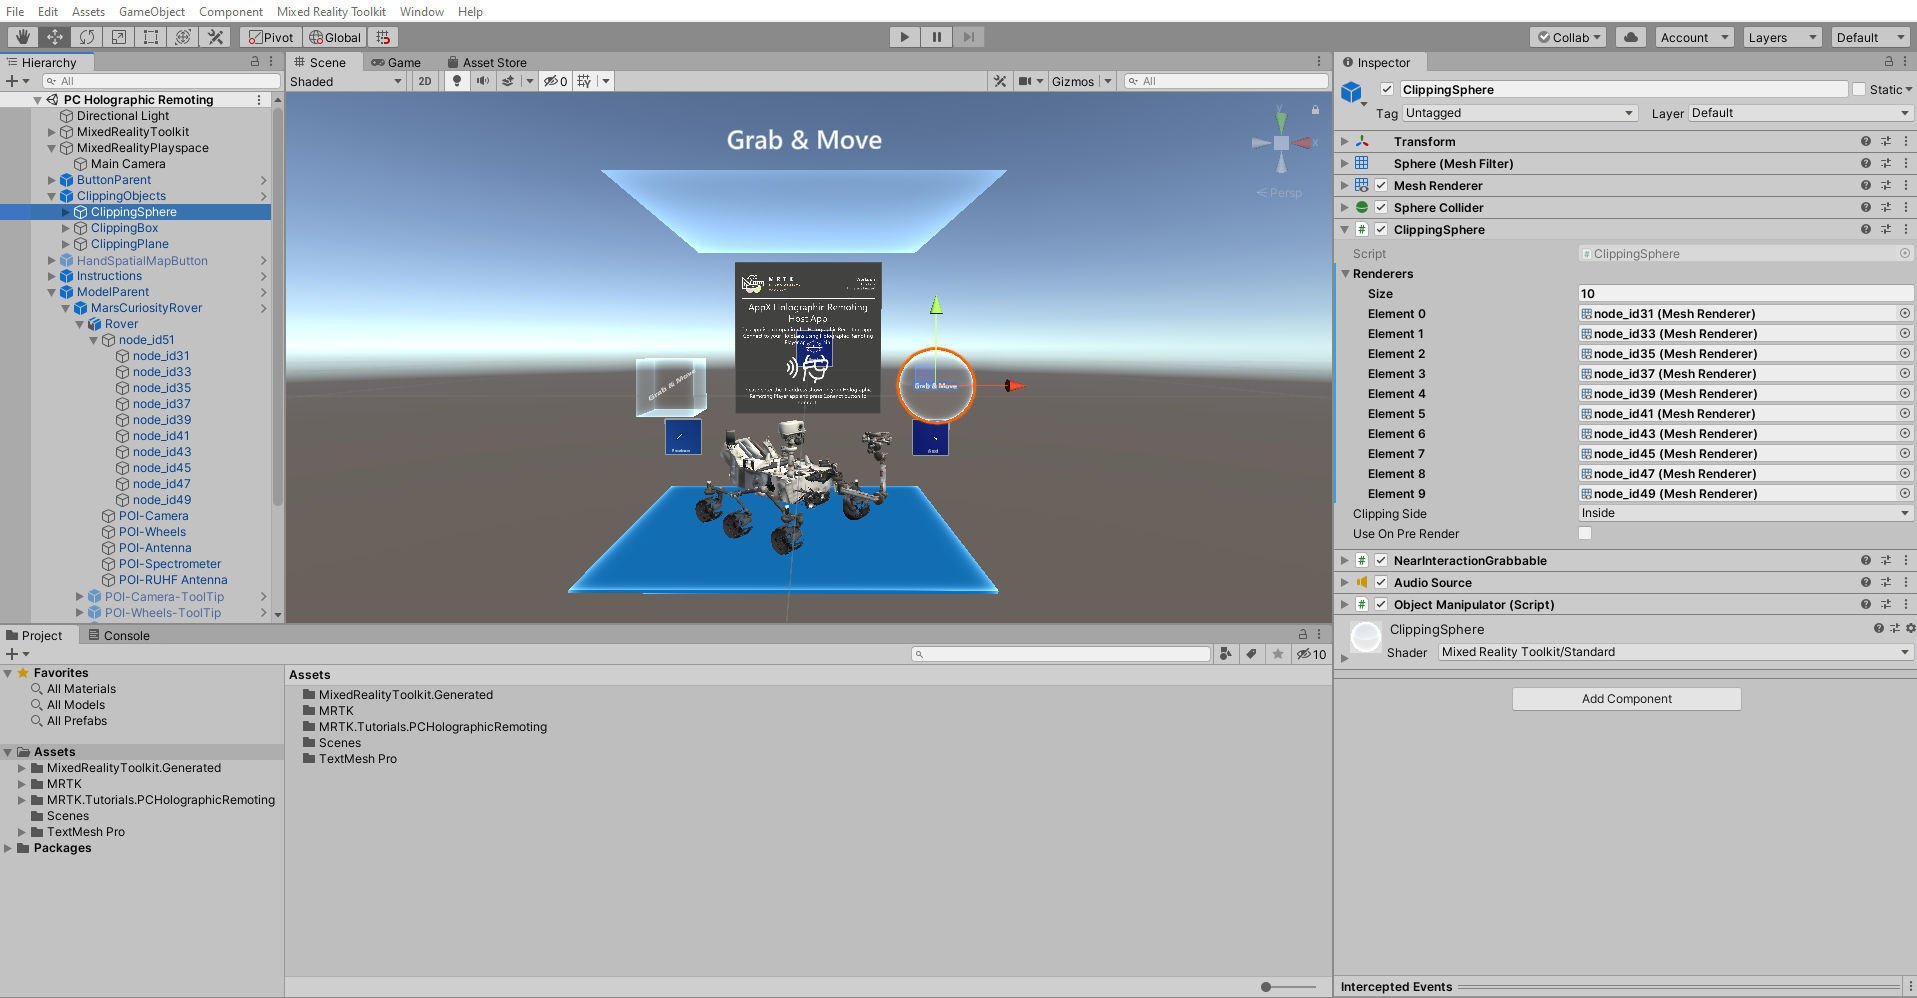 File Edit Assets GameObject Component Mixed Reality Toolkit Window Help
Pivot Global Collab Account Layers Default
Hierarchy
All
PC Holographic Remoting
Directional Light
MixedRealityToolkit
MixedRealityPlayspace
Main Camera
ButtonParent
ClippingObjects
ClippingSphere
ClippingBox
ClippingPlane
HandSpatialMapButton
Instructions
ModelParent
MarsCuriosityRover
Rover
node_id51
node_id31
node_id33
node_id35
node_id37
node_id39
node_id41
node_id43
node_id45
node_id47
node_id49
POI-Camera
POI-Wheels
POI-Antenna
POI-Spectrometer
POI-RUHF Antenna
POI-Camera-ToolTip
POI-Wheels-ToolTip
Scene Game Asset Store
Shaded 2D 0 Gizmos All
Grab & Move
y
x
Persp
MRTK
AppX Holographic Remoting
Host App
Grab & Move
Grab & Move
Inspector
ClippingSphere Static
Tag Untagged Layer Default
Transform
Sphere (Mesh Filter)
Mesh Renderer
Sphere Collider
ClippingSphere
Script ClippingSphere
Renderers
Size 10
Element 0 node_id31 (Mesh Renderer)
Element 1 node_id33 (Mesh Renderer)
Element 2 node_id35 (Mesh Renderer)
Element 3 node_id37 (Mesh Renderer)
Element 4 node_id39 (Mesh Renderer)
Element 5 node_id41 (Mesh Renderer)
Element 6 node_id43 (Mesh Renderer)
Element 7 node_id45 (Mesh Renderer)
Element 8 node_id47 (Mesh Renderer)
Element 9 node_id49 (Mesh Renderer)
Clipping Side Inside
Use On Pre Render
NearInteractionGrabbable
Audio Source
Object Manipulator (Script)
ClippingSphere
Shader Mixed Reality Toolkit/Standard
Add Component
Intercepted Events
Project Console
10
Favorites
All Materials
All Models
All Prefabs
Assets
MixedRealityToolkit.Generated
MRTK
MRTK.Tutorials.PCHolographicRemoting
Scenes
TextMesh Pro
Packages
Assets
MixedRealityToolkit.Generated
MRTK
MRTK.Tutorials.PCHolographicRemoting
Scenes
TextMesh Pro